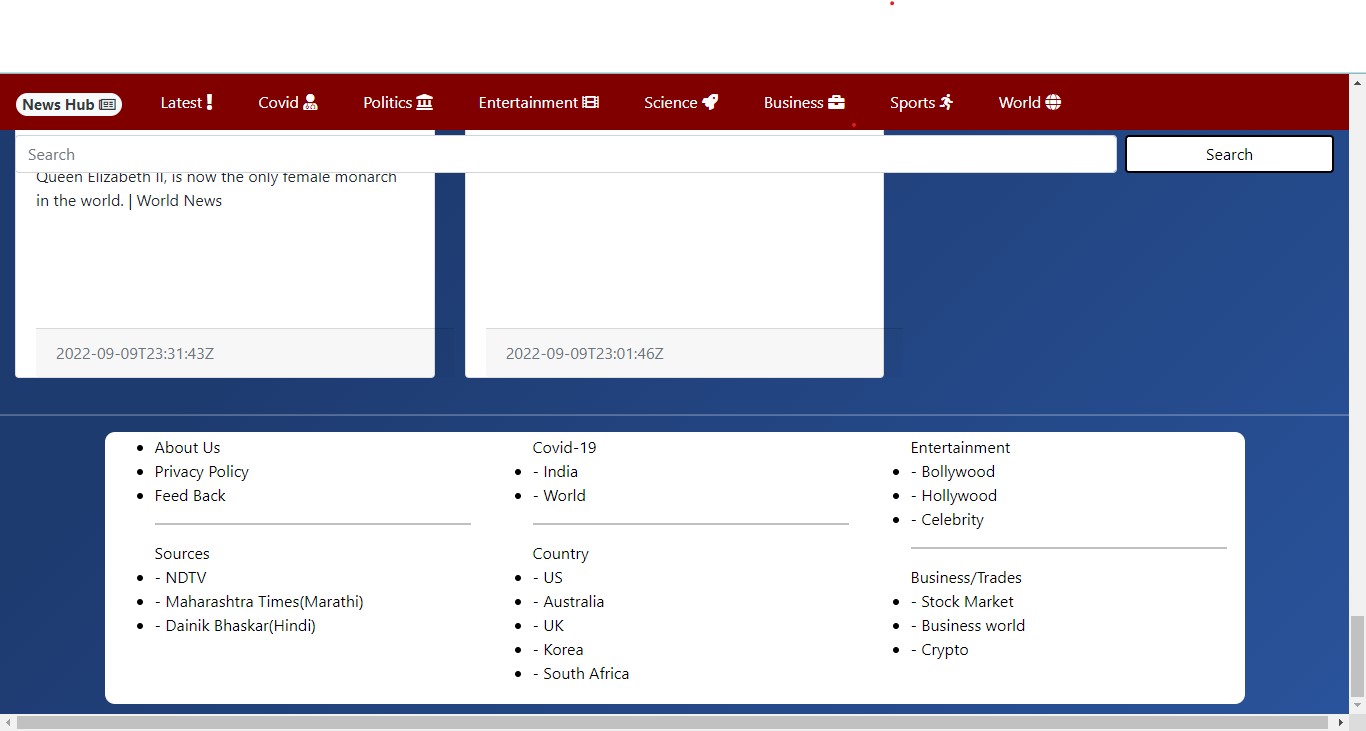 News Hub
Latest
Covid
Politics
Entertainment
Science
Business
Sports
World
Search
Search
Queen Elizabeth II, is now the only female monarch
in the world. | World News
2022-09-09T23:31:43Z
2022-09-09T23:01:46Z
• About Us
• Privacy Policy
• Feed Back
Sources
• - NDTV
• - Maharashtra Times(Marathi)
• - Dainik Bhaskar(Hindi)
Covid-19
• - India
• - World
Country
• - US
• - Australia
• - UK
• - Korea
• - South Africa
Entertainment
• - Bollywood
• - Hollywood
• - Celebrity
Business/Trades
• - Stock Market
• - Business world
• - Crypto